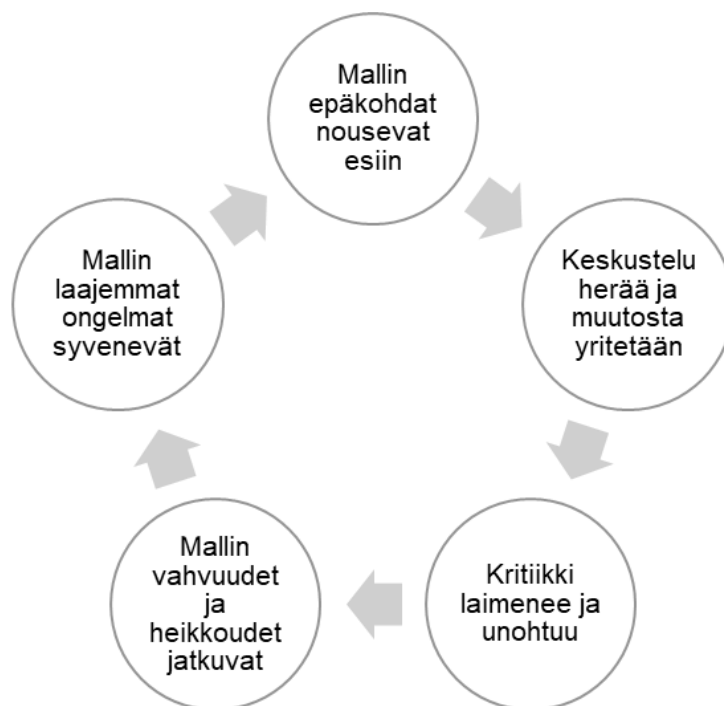 Mallin
epäkohdat
nousevat
esiin
Keskustelu
herää ja
muutosta
yritetään
Kritiikki
laimenee ja
unohtuu
Mallin
vahvuudet
ja
heikkoudet
jatkuvat
Mallin
laajemmat
ongelmat
syvenevät